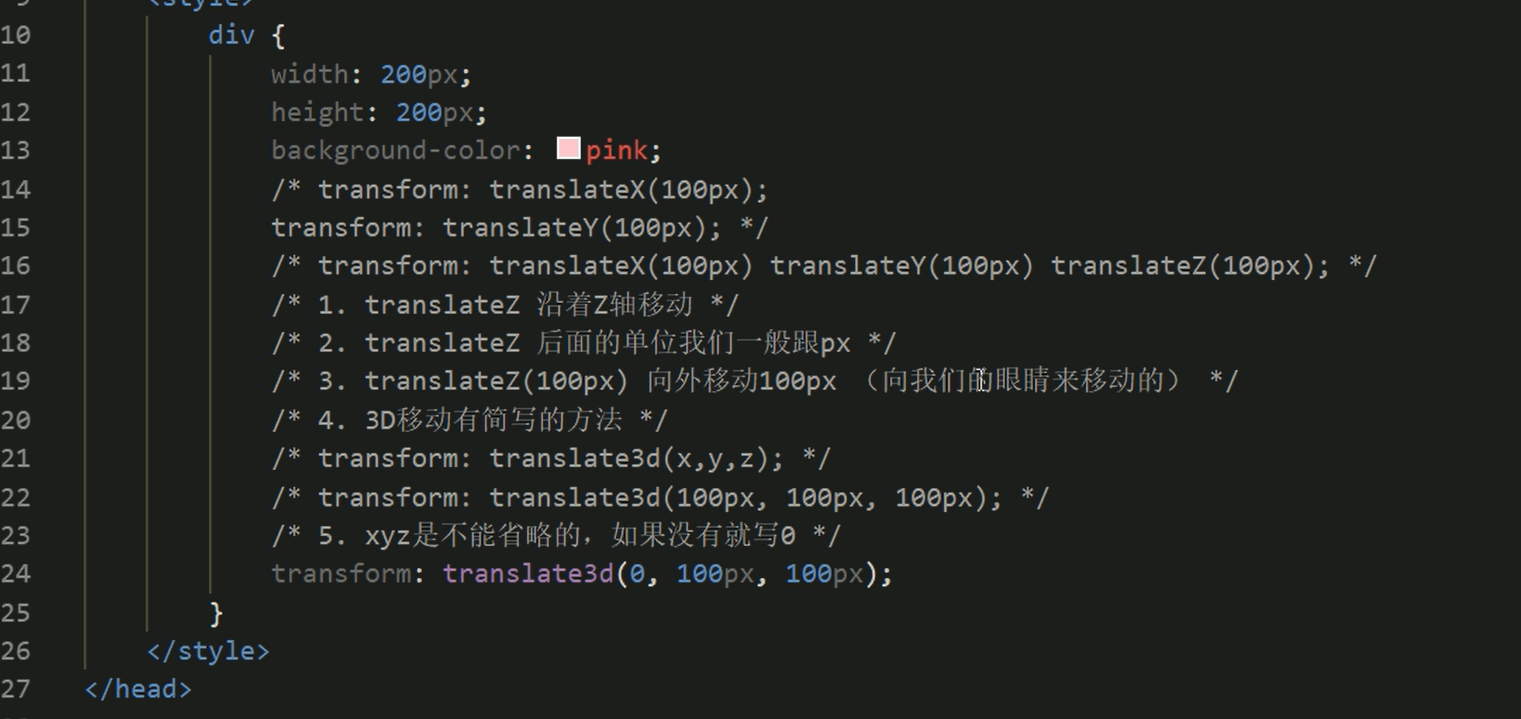 9 <style>
10 div {
11 width: 200px;
12 height: 200px;
13 background-color: pink;
14 /* transform: translateX(100px);
15 transform: translateY(100px); */
16 /* transform: translateX(100px) translateY(100px) translateZ(100px); */
17 /* 1. translateZ 沿着Z轴移动 */
18 /* 2. translateZ 后面的单位我们一般跟px */
19 /* 3. translateZ(100px) 向外移动100px （向我们的眼睛来移动的） */
20 /* 4. 3D移动有简写的方法 */
21 /* transform: translate3d(x,y,z); */
22 /* transform: translate3d(100px, 100px, 100px); */
23 /* 5. xyz是不能省略的，如果没有就写0 */
24 transform: translate3d(0, 100px, 100px);
25 }
26 </style>
27 </head>